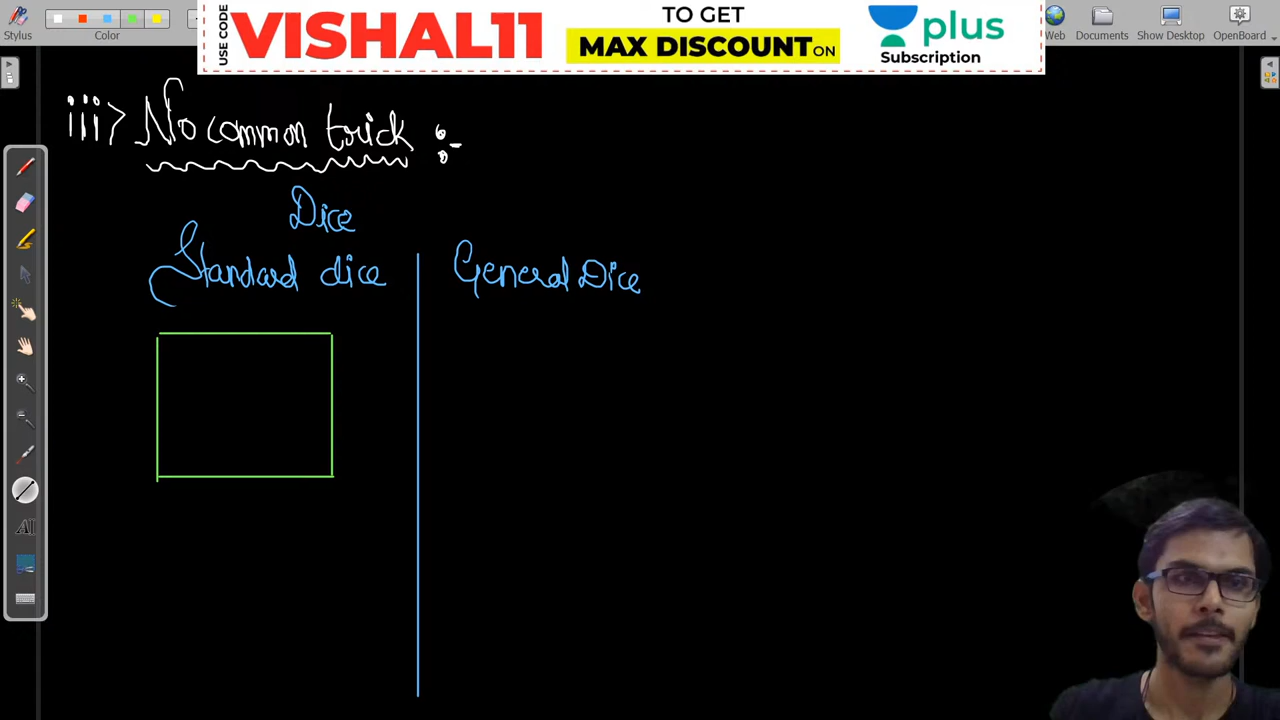 Stylus
Color
USE CODE
VISHAL11
TO GET
MAX DISCOUNT ON
plus
Subscription
Web
Documents
Show Desktop
OpenBoard
iii> No common trick :-
Dice
Standard dice
General Dice
AI